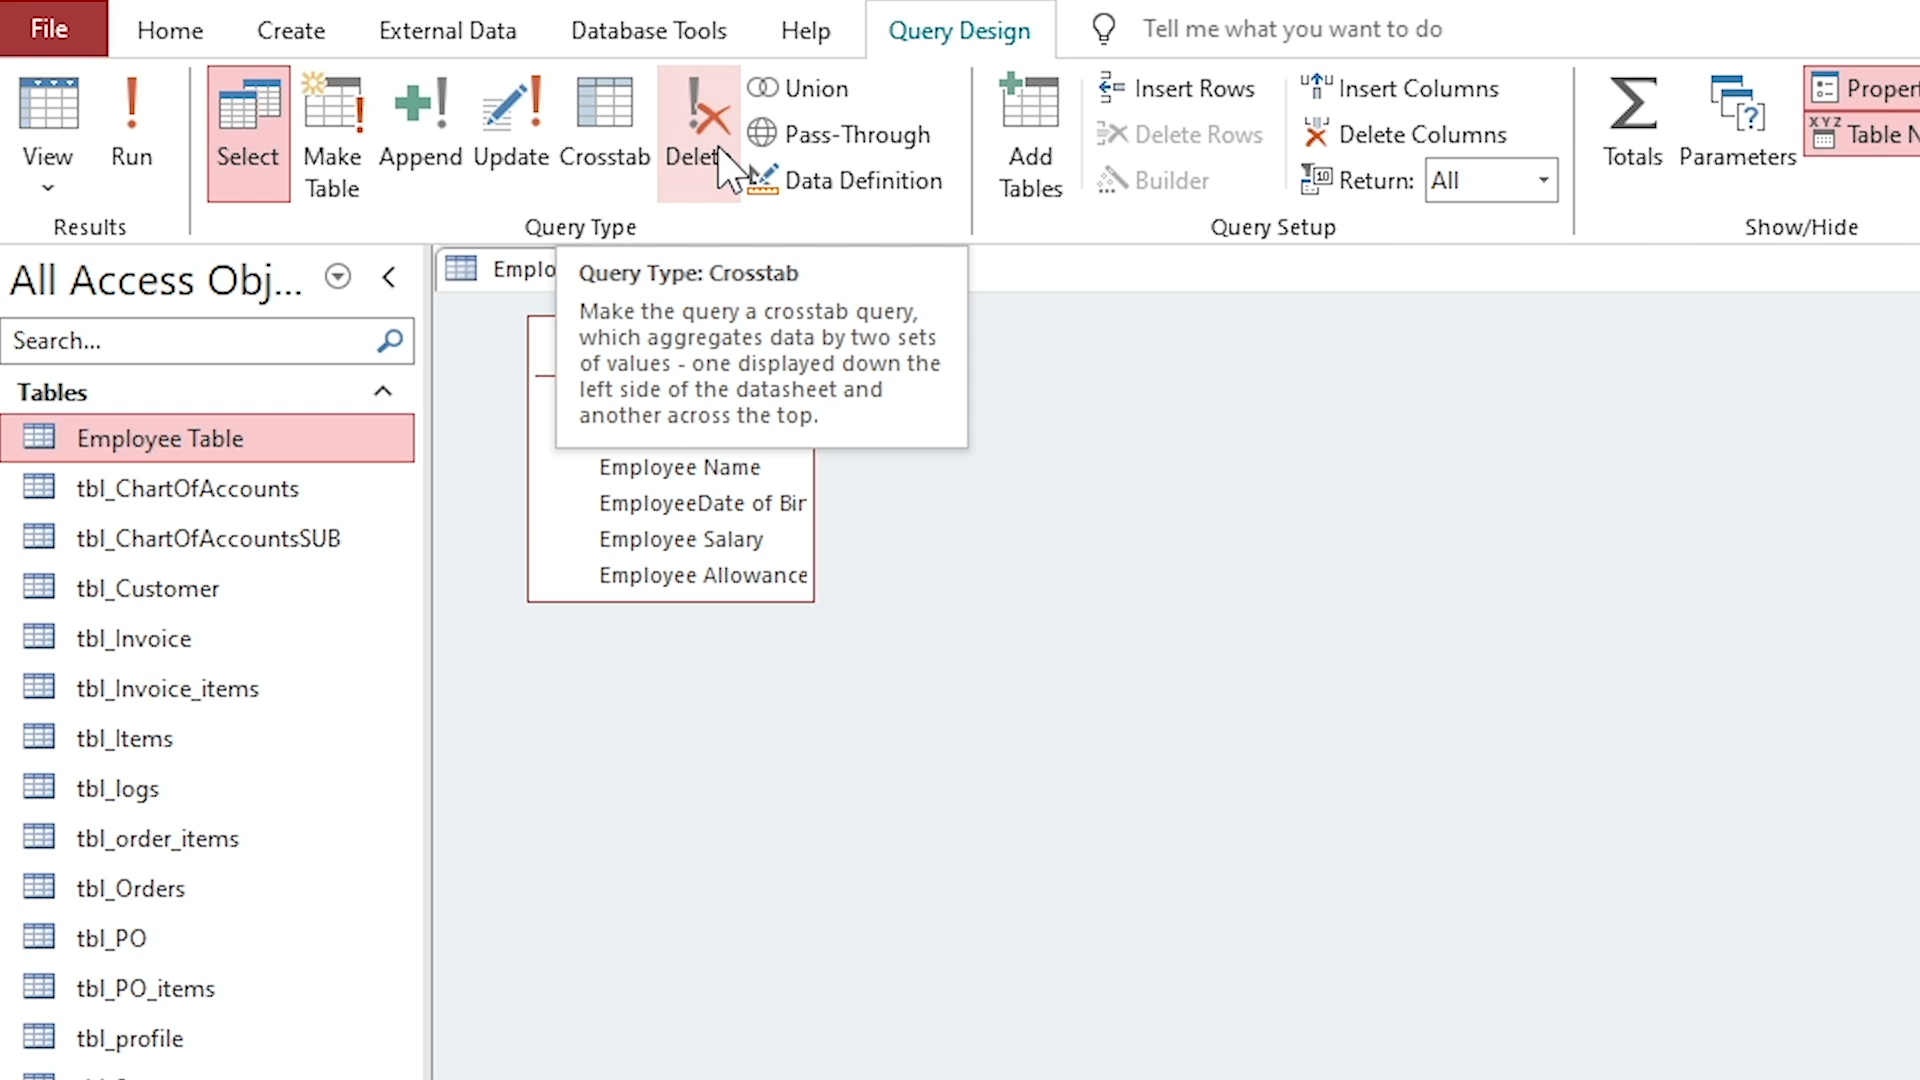 File Home Create External Data Database Tools Help Query Design Tell me what you want to do
View Run Select Make Table Append Update Crosstab
Union
Pass-Through
Data Definition
Add Tables
Insert Rows
Delete Rows
Builder
Insert Columns
Delete Columns
Return: All
Totals Parameters
XYZ
Results Query Type Query Setup Show/Hide
All Access Obj...
Search...
Tables
Employee Table
tbl_ChartOfAccounts
tbl_ChartOfAccountsSUB
tbl_Customer
tbl_Invoice
tbl_Invoice_items
tbl_Items
tbl_logs
tbl_order_items
tbl_Orders
tbl_PO
tbl_PO_items
tbl_profile
Query Type: Crosstab
Make the query a crosstab query,
which aggregates data by two sets
of values - one displayed down the
left side of the datasheet and
another across the top.
Employee Name
EmployeeDate of Bir
Employee Salary
Employee Allowance